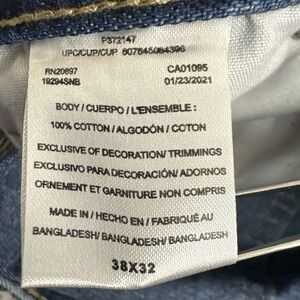 P372147
UPC/CUP/CUP 607645084396
RN20697 CA01095
19294SNB 01/23/2021
BODY / CUERPO / L'ENSEMBLE :
100% COTTON / ALGODÓN / COTON
EXCLUSIVE OF DECORATION/ TRIMMINGS
EXCLUSIVO PARA DECORACIÓN/ ADORNOS
ORNEMENT ET GARNITURE NON COMPRIS
MADE IN / HECHO EN / FABRIQUÉ AU
BANGLADESH/ BANGLADESH/ BANGLADESH
38X32